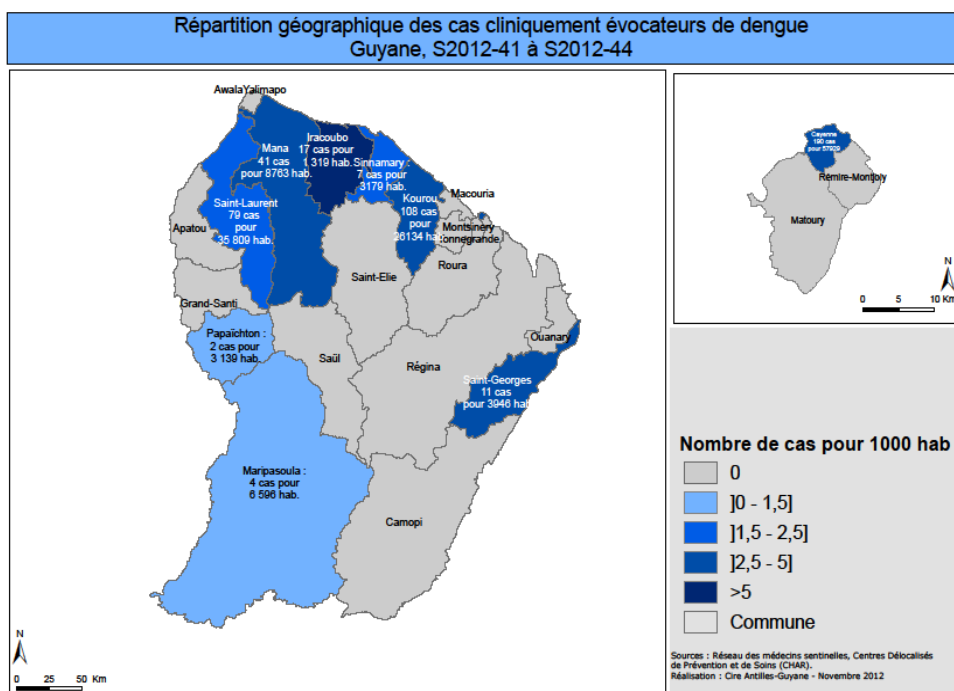 Répartition géographique des cas cliniquement évocateurs de dengue
Guyane, S2012-41 à S2012-44
AwalaYalimapo
Mana
41 cas
pour 8763 hab.
Iracoubo
17 cas pour
1 319 hab.
Sinnamary :
7 cas pour
3179 hab.
Kourou
108 cas
pour
26134 hab
Macouria
Montsinéry
Tonnegrande
Saint-Laurent
79 cas
pour
35 809 hab.
Apatou
Saint-Elie
Roura
Grand-Santi
Papaïchton :
2 cas pour
3 139 hab.
Saül
Régina
Ouanary
Saint-Georges
11 cas
pour 3946 hab
Maripasoula :
4 cas pour
6 596 hab.
Camopi
N
0 25 50 Km
Cayenne
190 cas
pour 57929
Rémire-Montjoly
Matoury
N
0 5 10 Km
Nombre de cas pour 1000 hab
0
]0 - 1,5]
]1,5 - 2,5]
]2,5 - 5]
>5
Commune
Sources : Réseau des médecins sentinelles, Centres Délocalisés
de Prévention et de Soins (CHAR).
Réalisation : Cire Antilles-Guyane - Novembre 2012